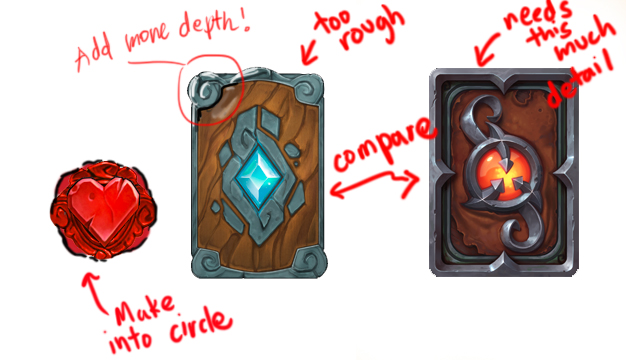 Add more depth!
too
rough
needs
this
much
detail
compare
Make
into circle